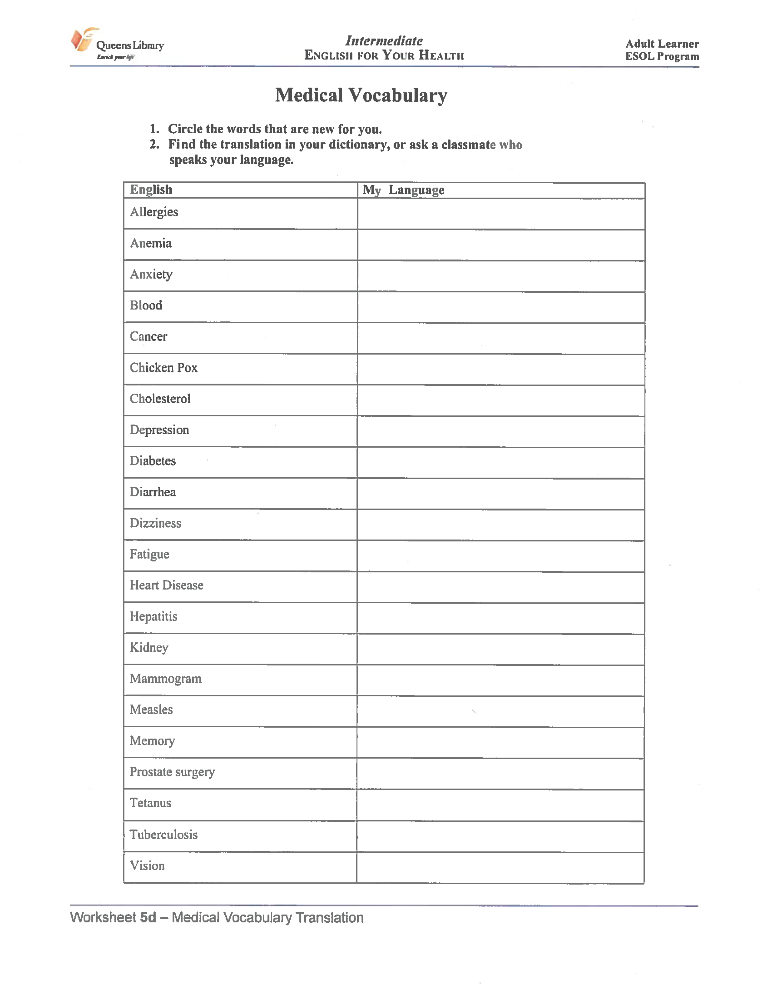 Queens Library
Enrich your life
Intermediate
ENGLISH FOR YOUR HEALTH
Adult Learner
ESOL Program
Medical Vocabulary
1. Circle the words that are new for you.
2. Find the translation in your dictionary, or ask a classmate who
speaks your language.
English My Language
Allergies
Anemia
Anxiety
Blood
Cancer
Chicken Pox
Cholesterol
Depression
Diabetes
Diarrhea
Dizziness
Fatigue
Heart Disease
Hepatitis
Kidney
Mammogram
Measles
Memory
Prostate surgery
Tetanus
Tuberculosis
Vision
Worksheet 5d – Medical Vocabulary Translation